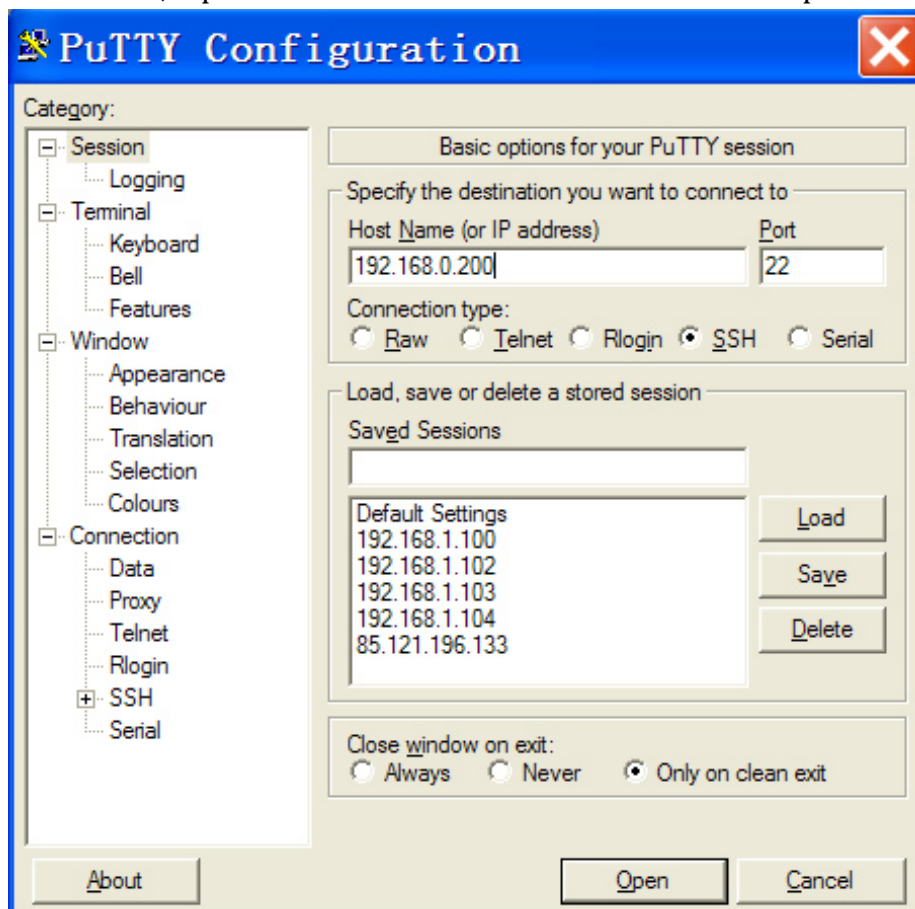 PuTTY Configuration
Category:
Session
Logging
Terminal
Keyboard
Bell
Features
Window
Appearance
Behaviour
Translation
Selection
Colours
Connection
Data
Proxy
Telnet
Rlogin
SSH
Serial
Basic options for your PuTTY session
Specify the destination you want to connect to
Host Name (or IP address) Port
192.168.0.200 22
Connection type:
Raw Telnet Rlogin SSH Serial
Load, save or delete a stored session
Saved Sessions
Default Settings
192.168.1.100
192.168.1.102
192.168.1.103
192.168.1.104
85.121.196.133
Load
Save
Delete
Close window on exit:
Always Never Only on clean exit
About Open Cancel